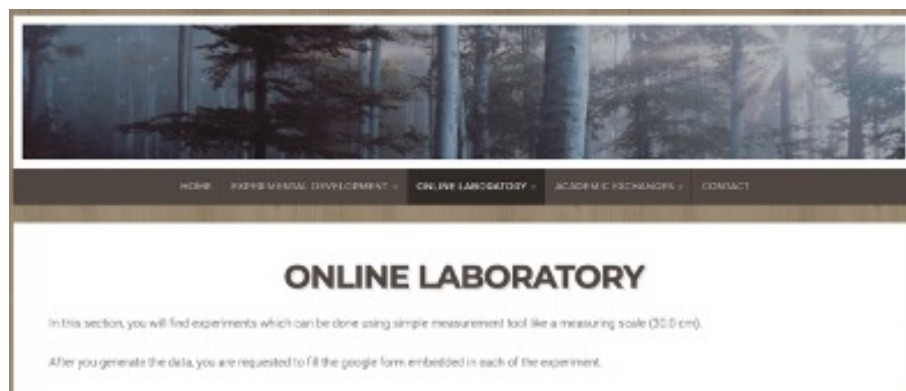 HOME EXPERIMENTAL DEVELOPMENT ONLINE LABORATORY ACADEMIC EXCHANGES CONTACT
ONLINE LABORATORY
In this section, you will find experiments which can be done using simple measurement tool like a measuring scale (30.0 cm).
After you generate the data, you are requested to fill the google form embedded in each of the experiment.